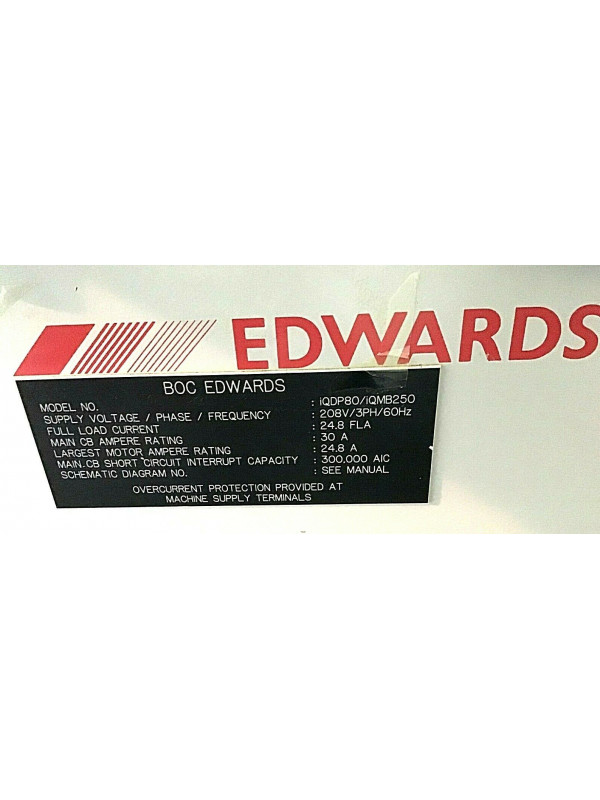 EDWARDS
BOC EDWARDS
MODEL NO. : iQDP80/iQMB250
SUPPLY VOLTAGE / PHASE / FREQUENCY : 208V/3PH/60Hz
FULL LOAD CURRENT : 24.8 FLA
MAIN CB AMPERE RATING : 30 A
LARGEST MOTOR AMPERE RATING : 24.8 A
MAIN.CB SHORT CIRCUIT INTERRUPT CAPACITY : 300.000 AIC
SCHEMATIC DIAGRAM NO. : SEE MANUAL
OVERCURRENT PROTECTION PROVIDED AT
MACHINE SUPPLY TERMINALS